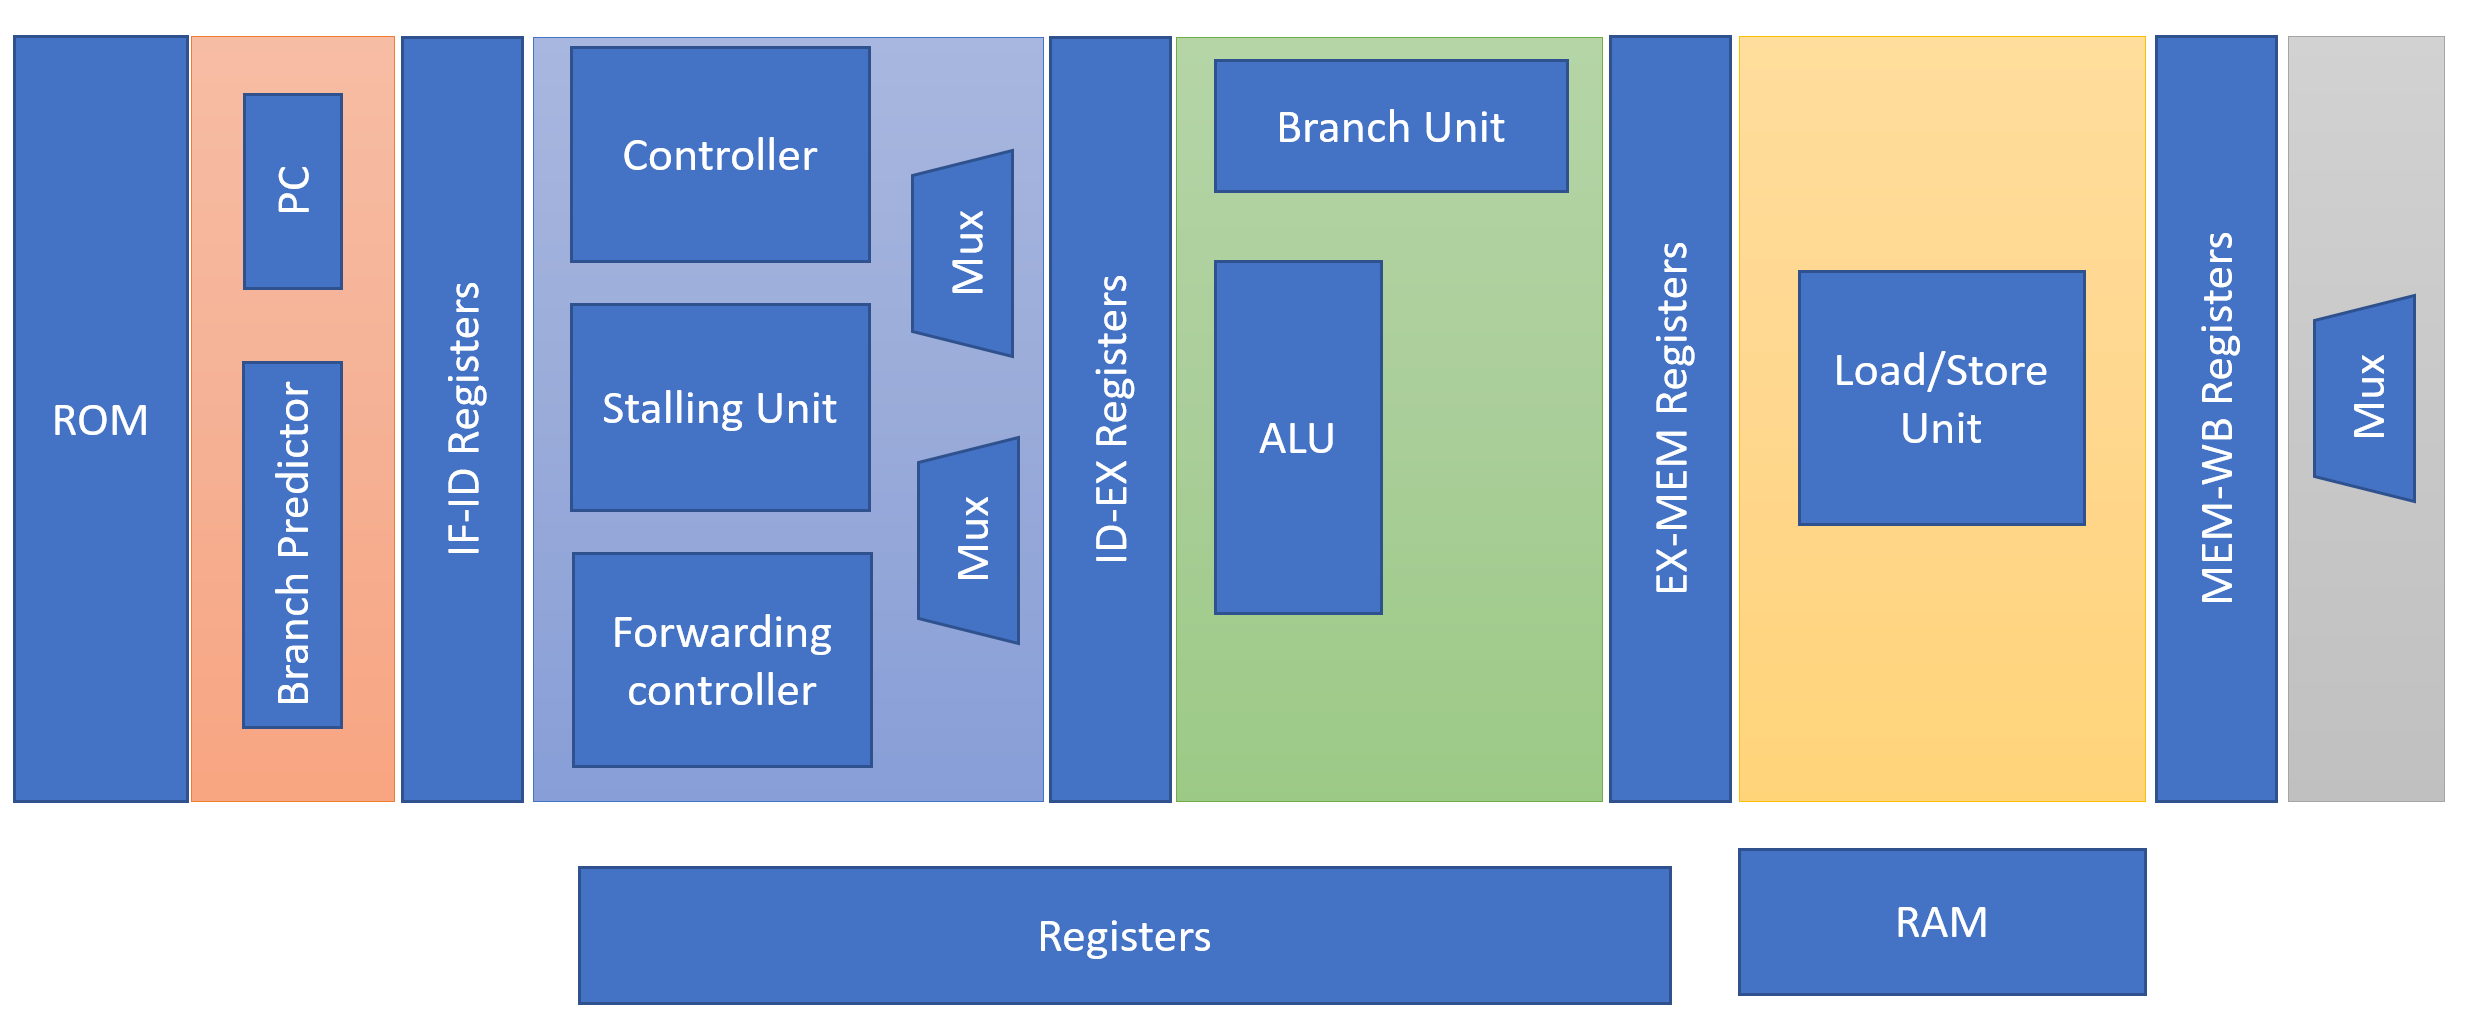 ROM
PC
Branch Predictor
IF-ID Registers
Controller
Stalling Unit
Forwarding
controller
Mux
Mux
ID-EX Registers
Branch Unit
ALU
EX-MEM Registers
Load/Store
Unit
MEM-WB Registers
Mux
Registers
RAM